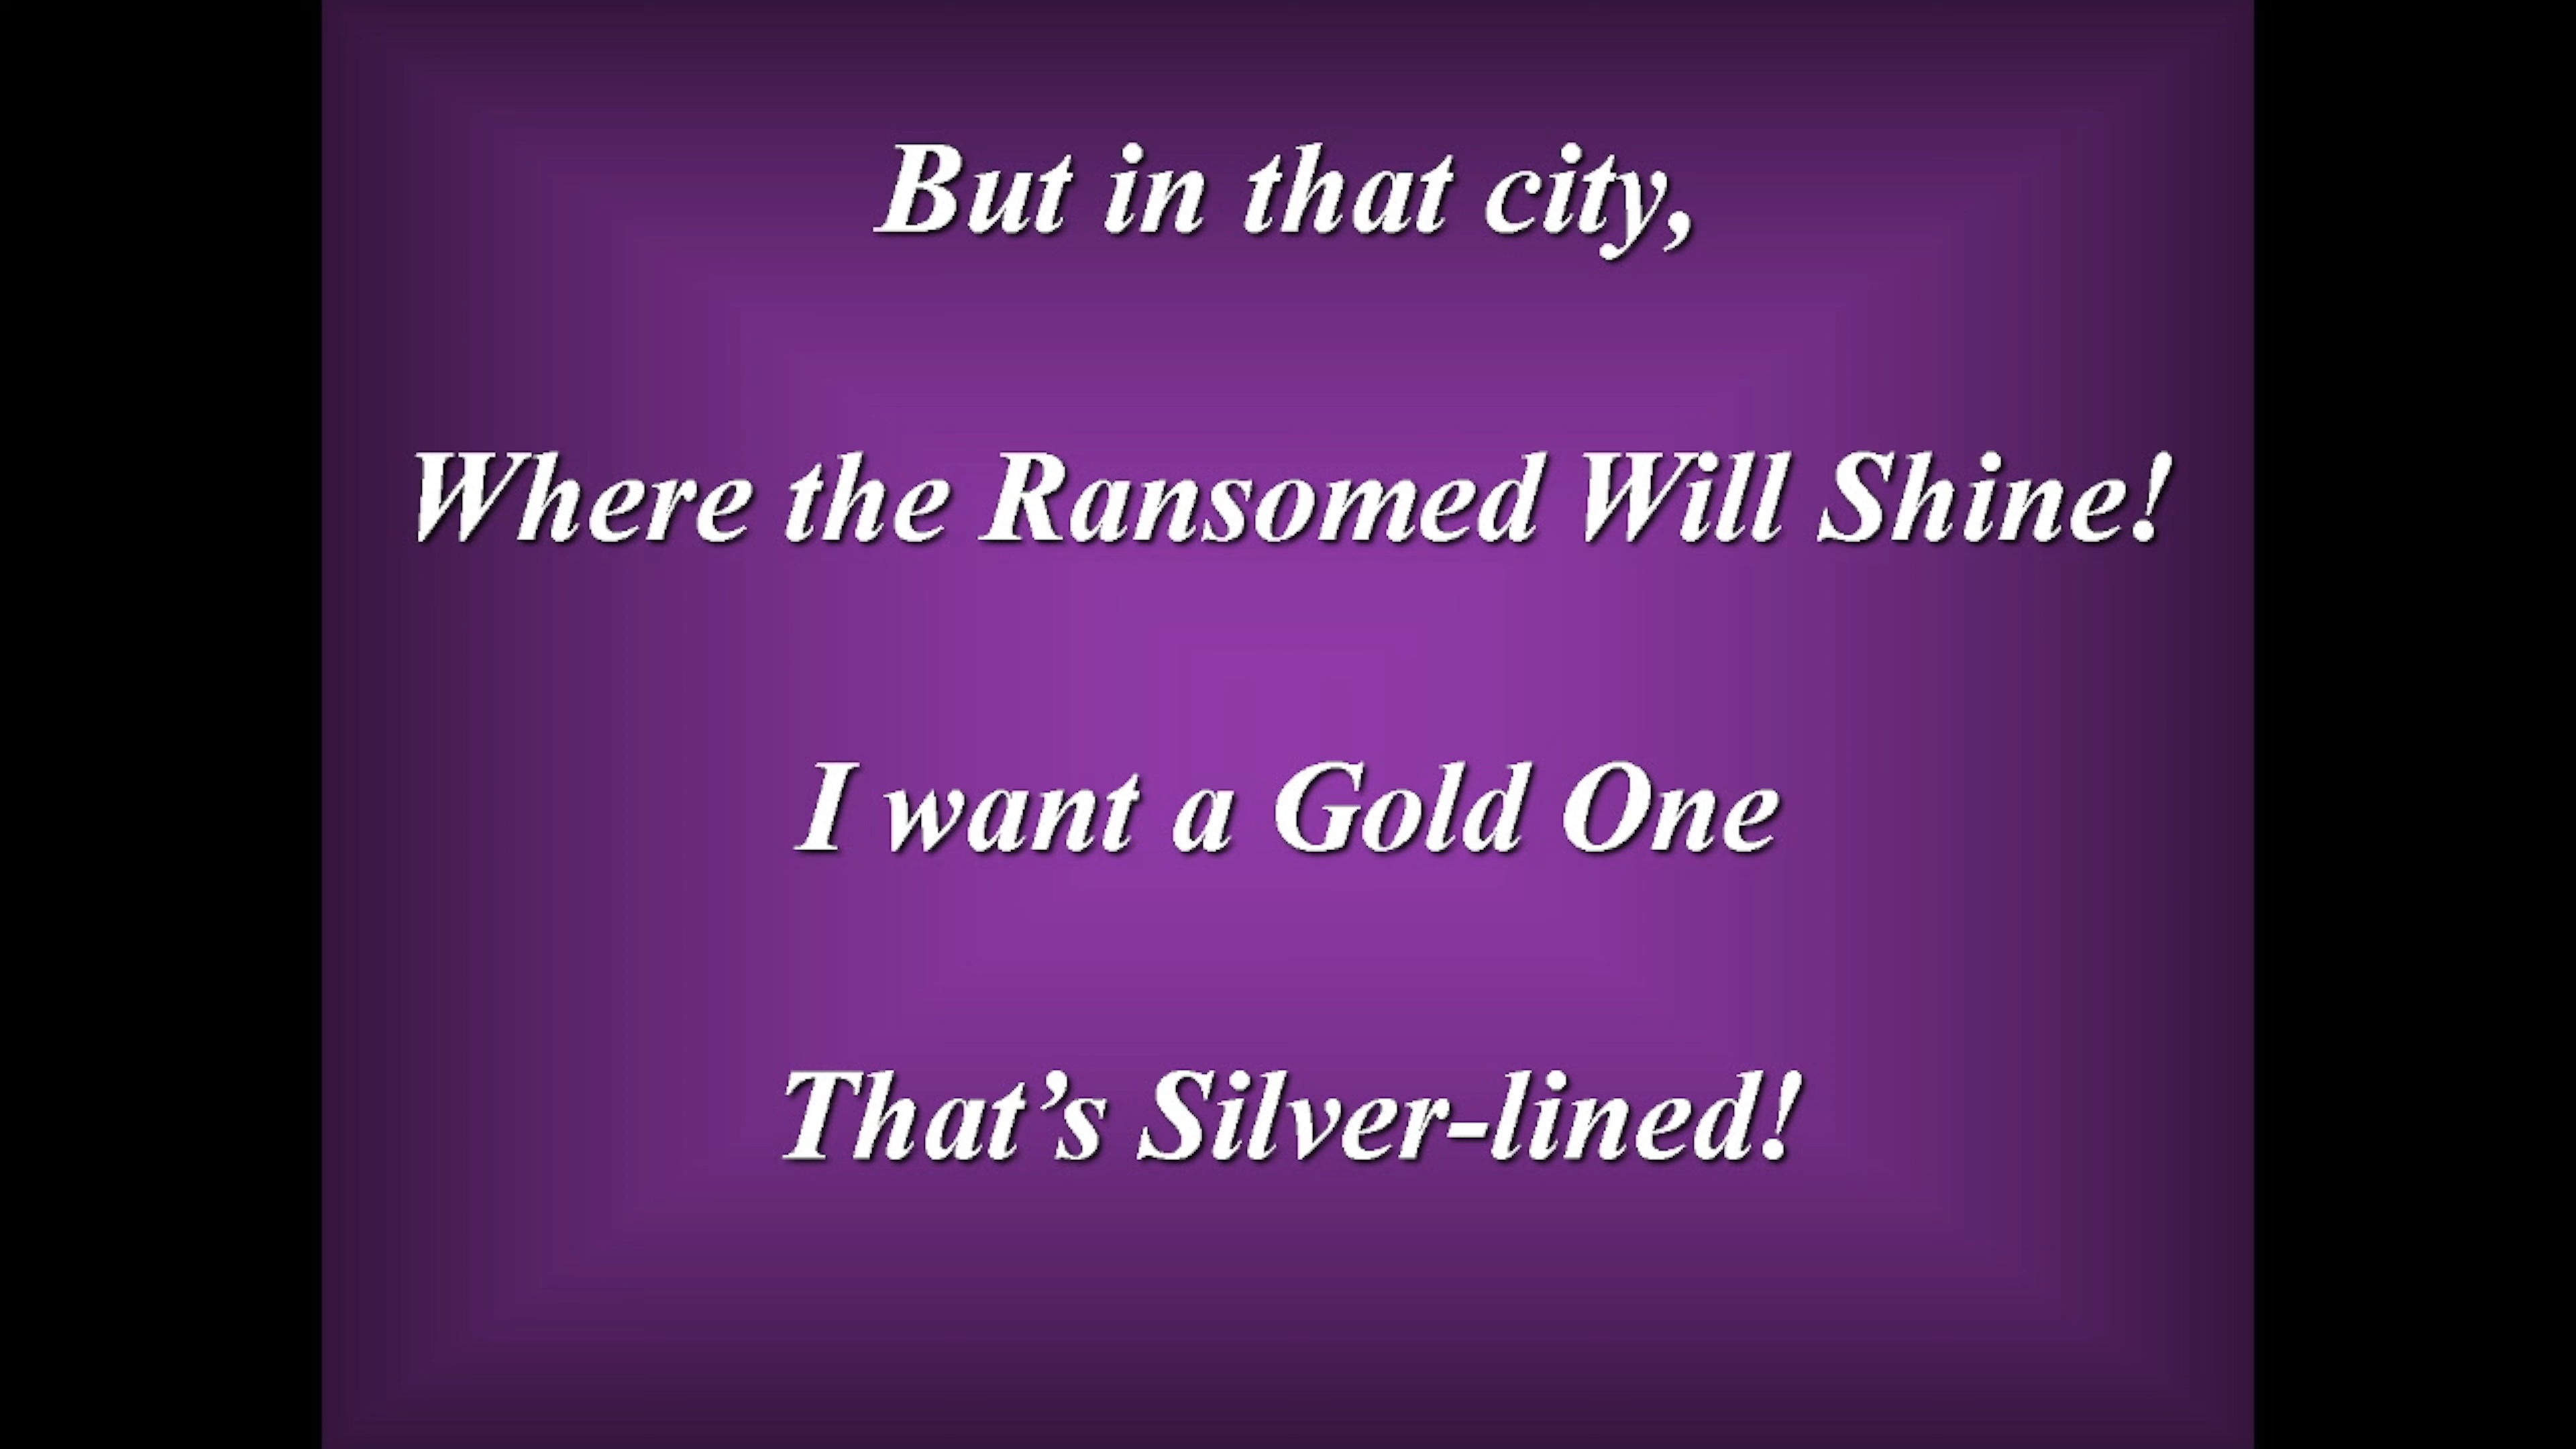 But in that city,
Where the Ransomed Will Shine!
I want a Gold One
That’s Silver-lined!